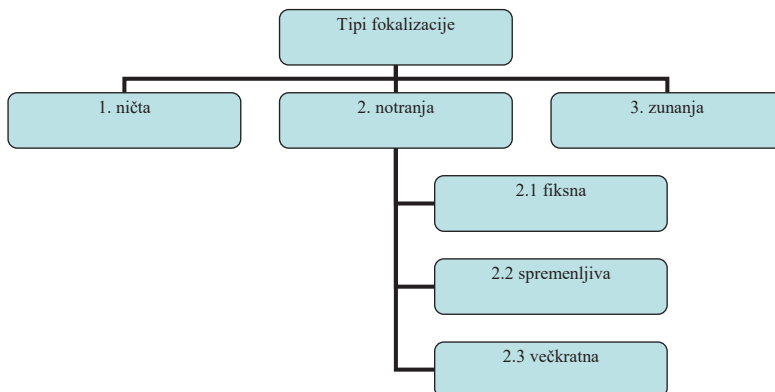 Tipi fokalizacije
1. ničta
2. notranja
3. zunanja
2.1 fiksna
2.2 spremenljiva
2.3 večkratna